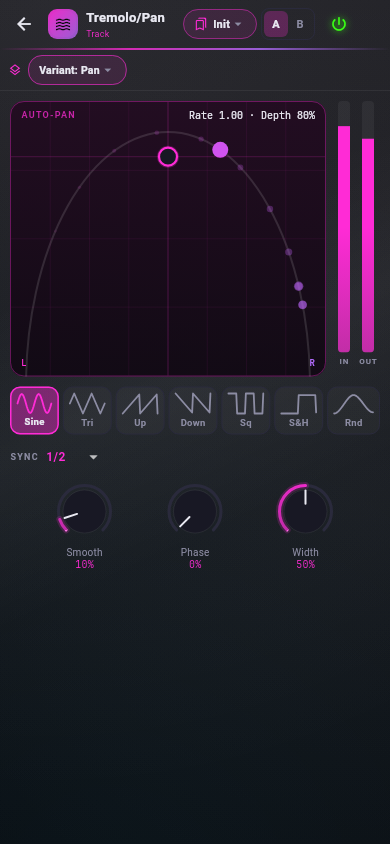 Tremolo/Pan
Track
Init
A
B
Variant: Pan
AUTO-PAN
Rate 1.00 · Depth 80%
L
R
IN
OUT
Sine
Tri
Up
Down
Sq
S&H
Rnd
SYNC
1/2
Smooth
10%
Phase
0%
Width
50%